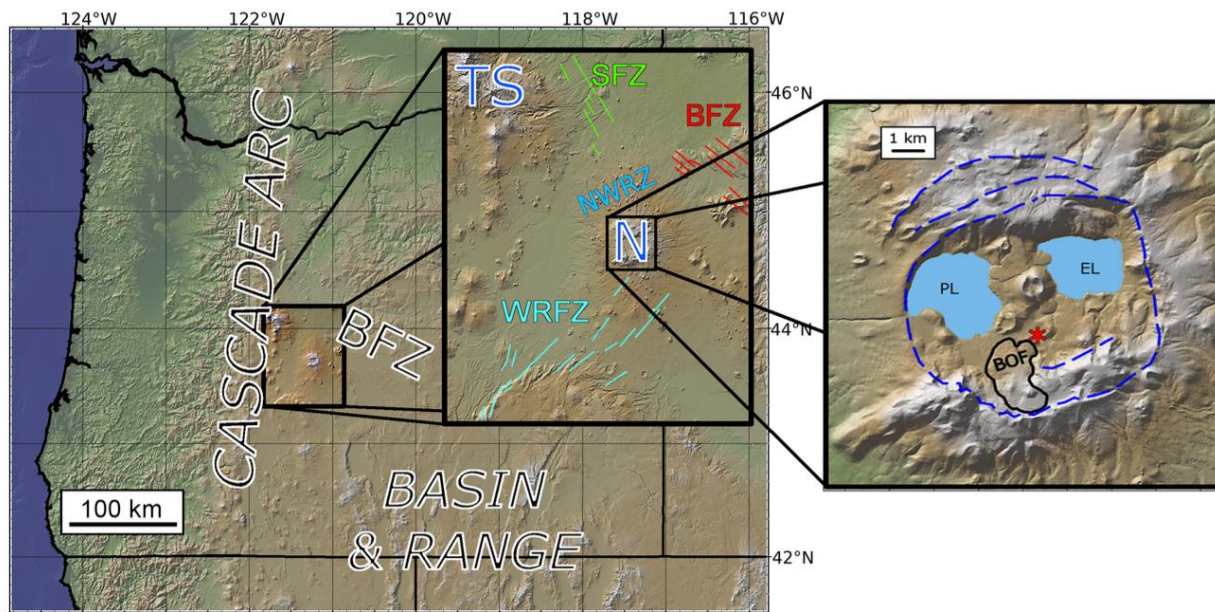 124°W
122°W
120°W
118°W
116°W
46°N
44°N
42°N
CASCADE ARC
BFZ
BASIN
& RANGE
100 km
TS
SFZ
BFZ
NWRZ
N
WRFZ
1 km
PL
EL
BOF